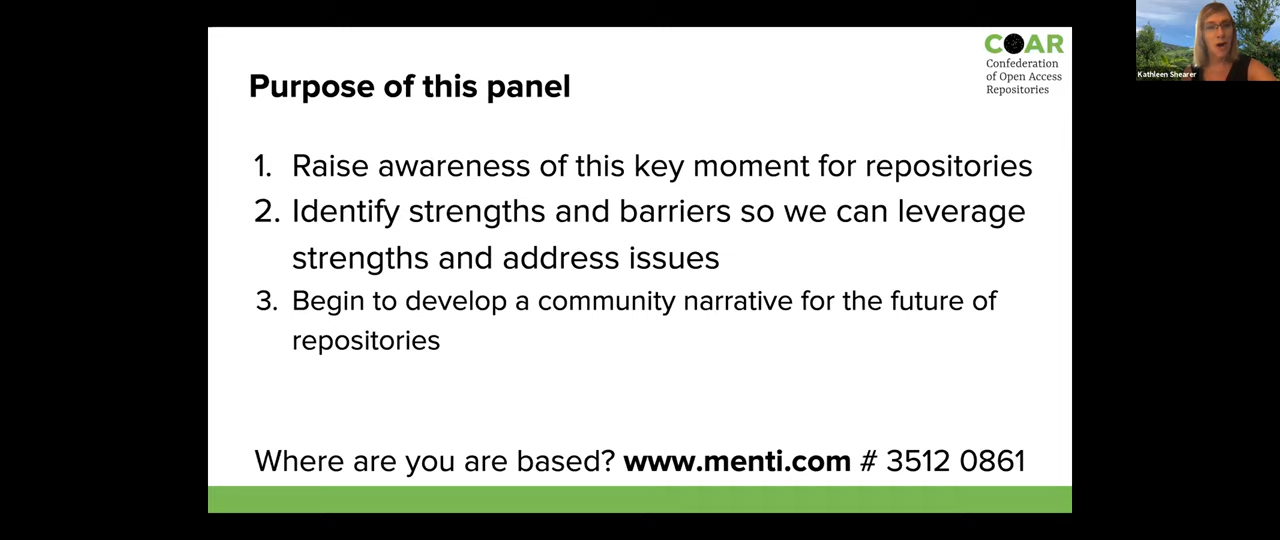 Purpose of this panel
COAR
Confederation
of Open Access
Repositories
Kathleen Shearer
1. Raise awareness of this key moment for repositories
2. Identify strengths and barriers so we can leverage
strengths and address issues
3. Begin to develop a community narrative for the future of
repositories
Where are you are based? www.menti.com # 3512 0861